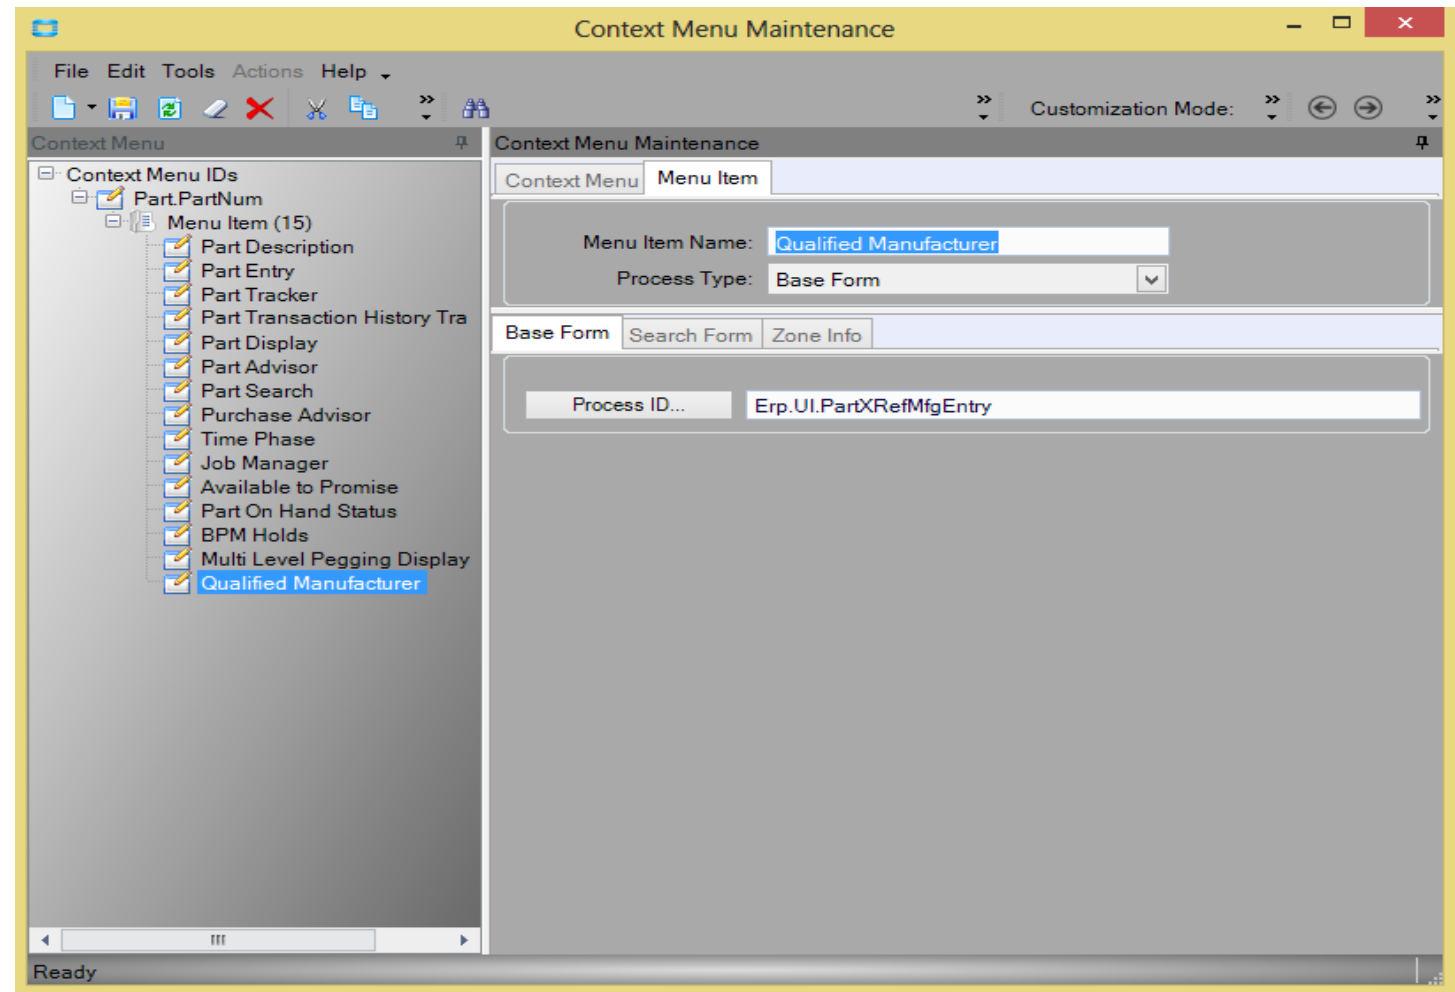 Context Menu Maintenance
File Edit Tools Actions Help
Customization Mode:
Context Menu
Context Menu IDs
Part.PartNum
Menu Item (15)
Part Description
Part Entry
Part Tracker
Part Transaction History Tra
Part Display
Part Advisor
Part Search
Purchase Advisor
Time Phase
Job Manager
Available to Promise
Part On Hand Status
BPM Holds
Multi Level Pegging Display
Qualified Manufacturer
Context Menu Maintenance
Context Menu Menu Item
Menu Item Name: Qualified Manufacturer
Process Type: Base Form
Base Form Search Form Zone Info
Process ID... Erp.UI.PartXRefMfgEntry
Ready